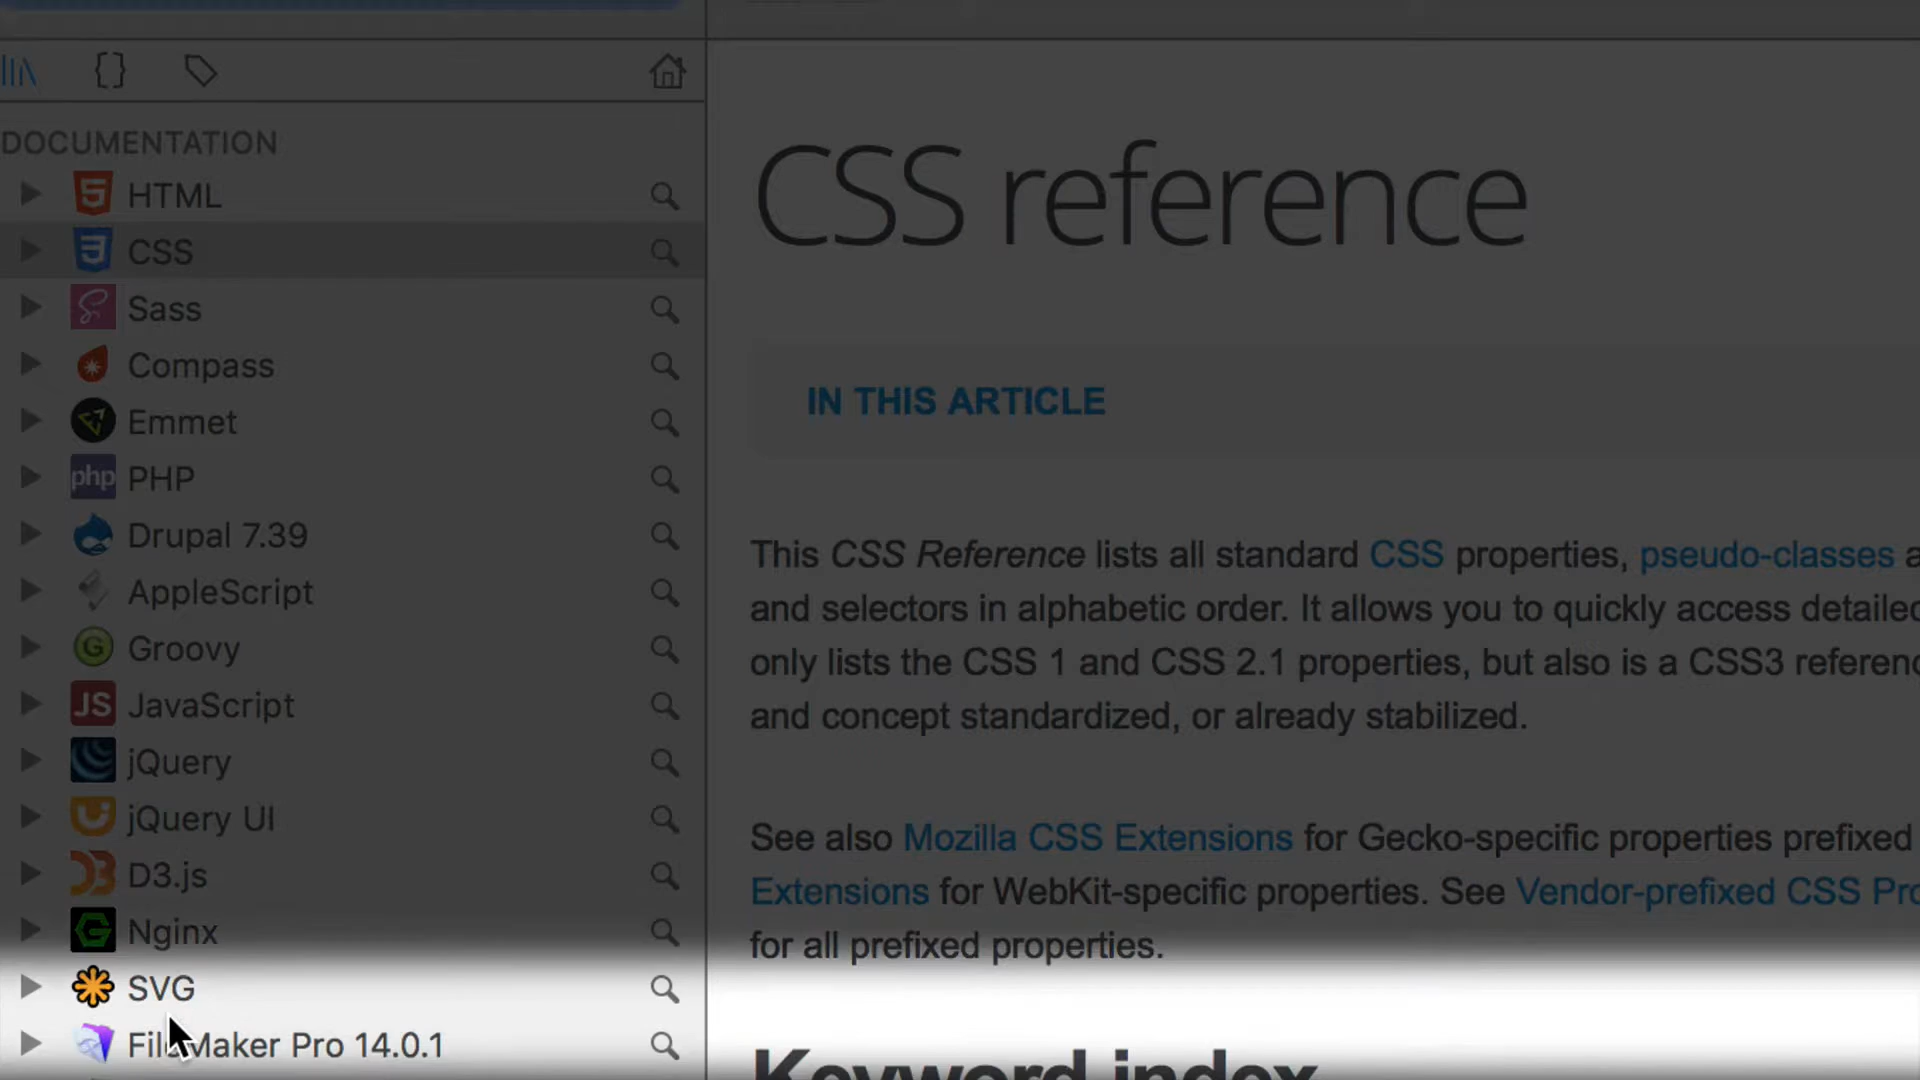 DOCUMENTATION
HTML
CSS
Sass
Compass
Emmet
php PHP
Drupal 7.39
AppleScript
G Groovy
JS JavaScript
jQuery
jQuery UI
D3.js
Nginx
SVG
FileMaker Pro 14.0.1
CSS reference
IN THIS ARTICLE
This CSS Reference lists all standard CSS properties, pseudo-classes
and selectors in alphabetic order. It allows you to quickly access detailed
only lists the CSS 1 and CSS 2.1 properties, but also is a CSS3
and concept standardized, or already stabilized.
See also Mozilla CSS Extensions for Gecko-specific properties prefixed
Extensions for WebKit-specific properties. See Vendor-prefixed CSS
for all prefixed properties.
Keyword index